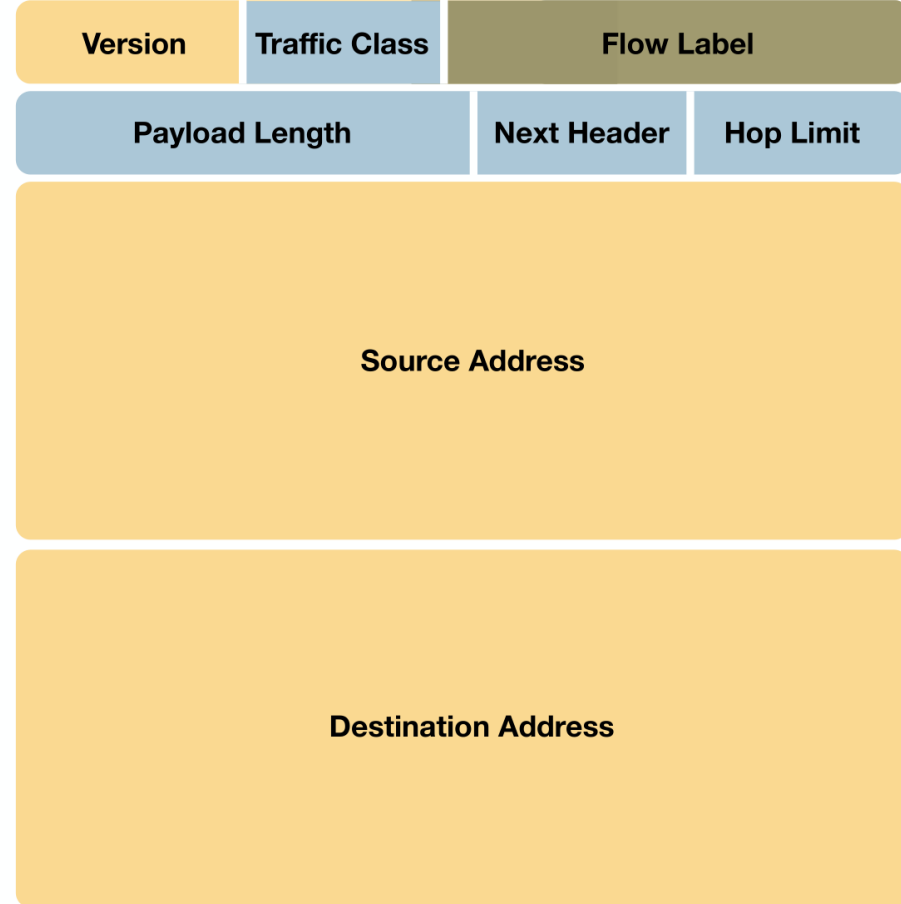 Version Traffic Class Flow Label
Payload Length Next Header Hop Limit
Source Address
Destination Address